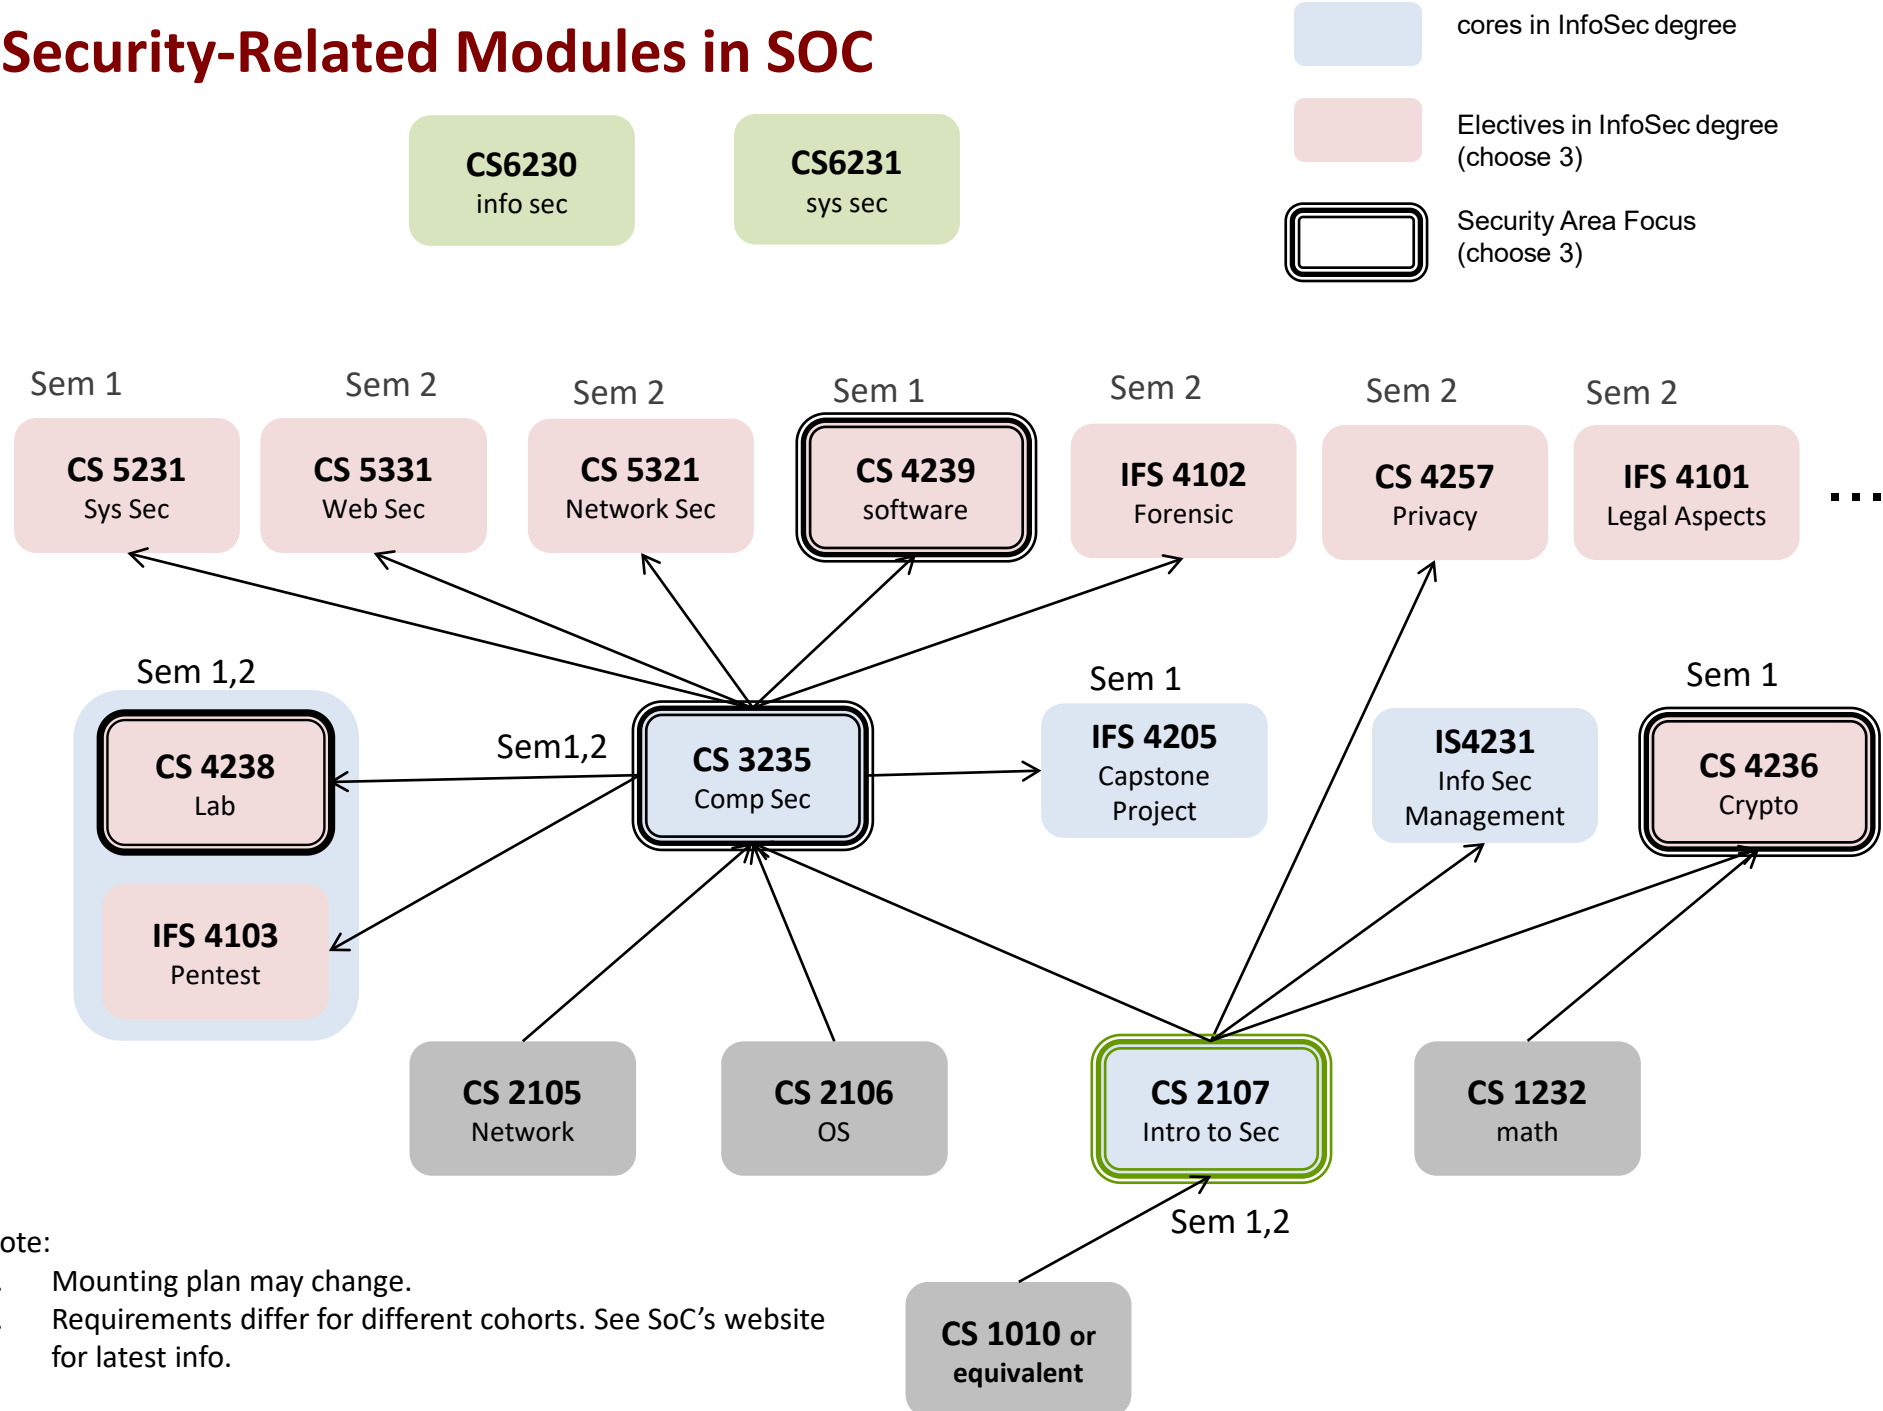 Security-Related Modules in SOC
cores in InfoSec degree
Electives in InfoSec degree
(choose 3)
Security Area Focus
(choose 3)
CS6230
info sec
CS6231
sys sec
Sem 1
Sem 2
Sem 2
Sem 1
Sem 2
Sem 2
Sem 2
CS 5231
Sys Sec
CS 5331
Web Sec
CS 5321
Network Sec
CS 4239
software
IFS 4102
Forensic
CS 4257
Privacy
IFS 4101
Legal Aspects
...
Sem 1,2
CS 4238
Lab
IFS 4103
Pentest
Sem1,2
CS 3235
Comp Sec
Sem 1
IFS 4205
Capstone
Project
IS4231
Info Sec
Management
Sem 1
CS 4236
Crypto
CS 2105
Network
CS 2106
OS
CS 2107
Intro to Sec
CS 1232
math
Sem 1,2
CS 1010 or
equivalent
ote:
. Mounting plan may change.
. Requirements differ for different cohorts. See SoC's website
for latest info.